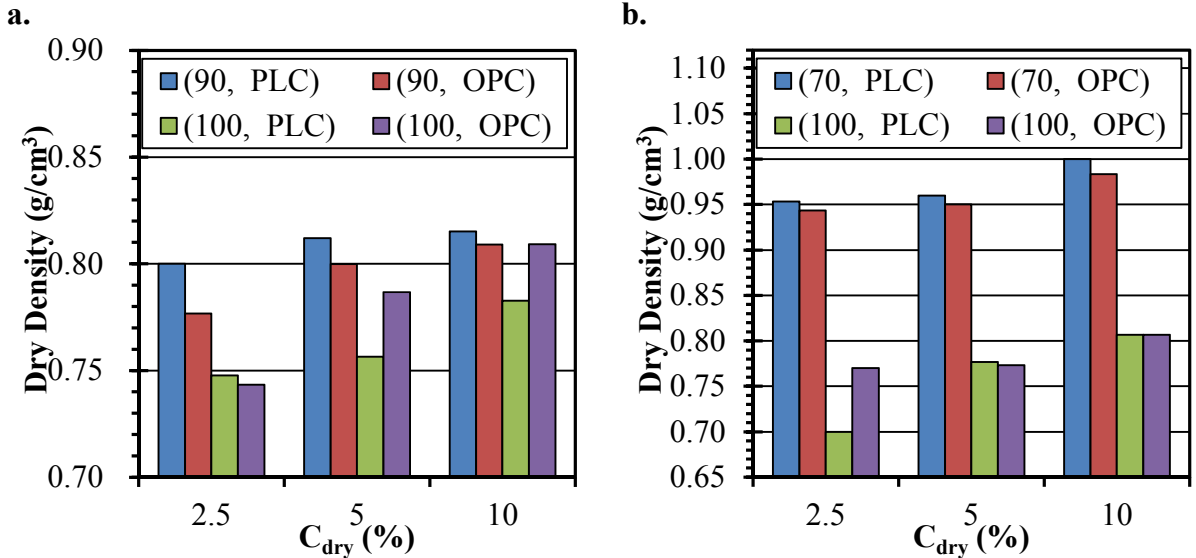 a.
Dry Density (g/cm³)
0.90
0.85
0.80
0.75
0.70
(90, PLC) (90, OPC)
(100, PLC) (100, OPC)
2.5 5 10
C_dry (%)
b.
Dry Density (g/cm³)
1.10
1.05
1.00
0.95
0.90
0.85
0.80
0.75
0.70
0.65
(70, PLC) (70, OPC)
(100, PLC) (100, OPC)
2.5 5 10
C_dry (%)